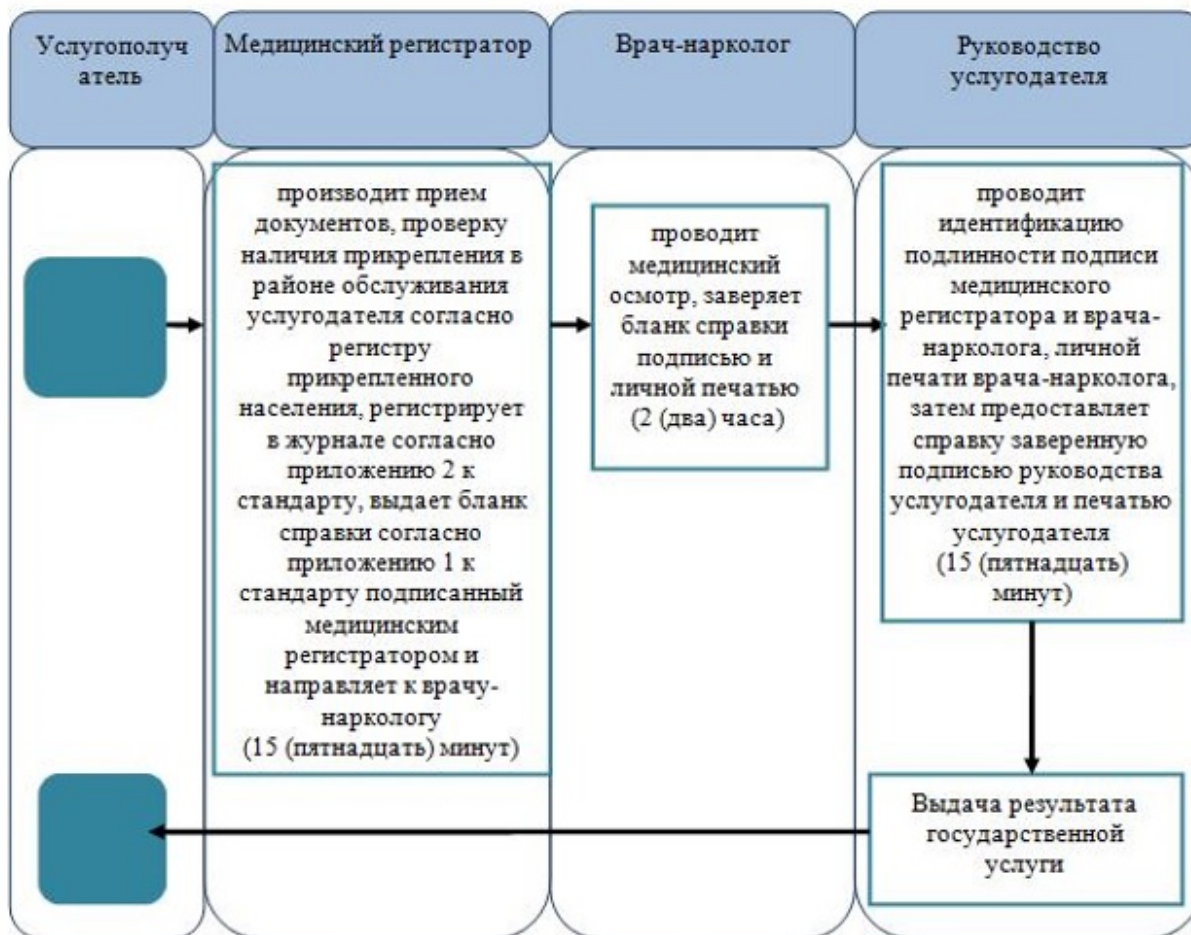 Услугополуч
атель
Медицинский регистратор
Врач-нарколог
Руководство
услугодателя
производит прием
документов, проверку
наличия прикрепления в
районе обслуживания
услугодателя согласно
регистру
прикрепленного
населения, регистрирует
в журнале согласно
приложению 2 к
стандарту, выдает бланк
справки согласно
приложению 1 к
стандарту подписанный
медицинским
регистратором и
направляет к врачу-
наркологу
(15 (пятнадцать) минут)
проводит
медицинский
осмотр, заверяет
бланк справки
подписью и
личной печатью
(2 (два) часа)
проводит
идентификацию
подлинности подписи
медицинского
регистратора и врача-
нарколога, личной
печати врача-нарколога,
затем предоставляет
справку заверенную
подписью руководства
услугодателя и печатью
услугодателя
(15 (пятнадцать)
минут)
Выдача результата
государственной
услуги